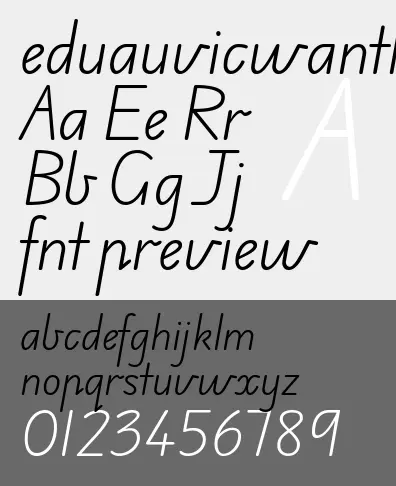 eduauvicwanth
Aa Ee Rr
A
Bb Gg Jj
fnt preview
abcdefghijklm
nopqrstuvwxyz
0123456789